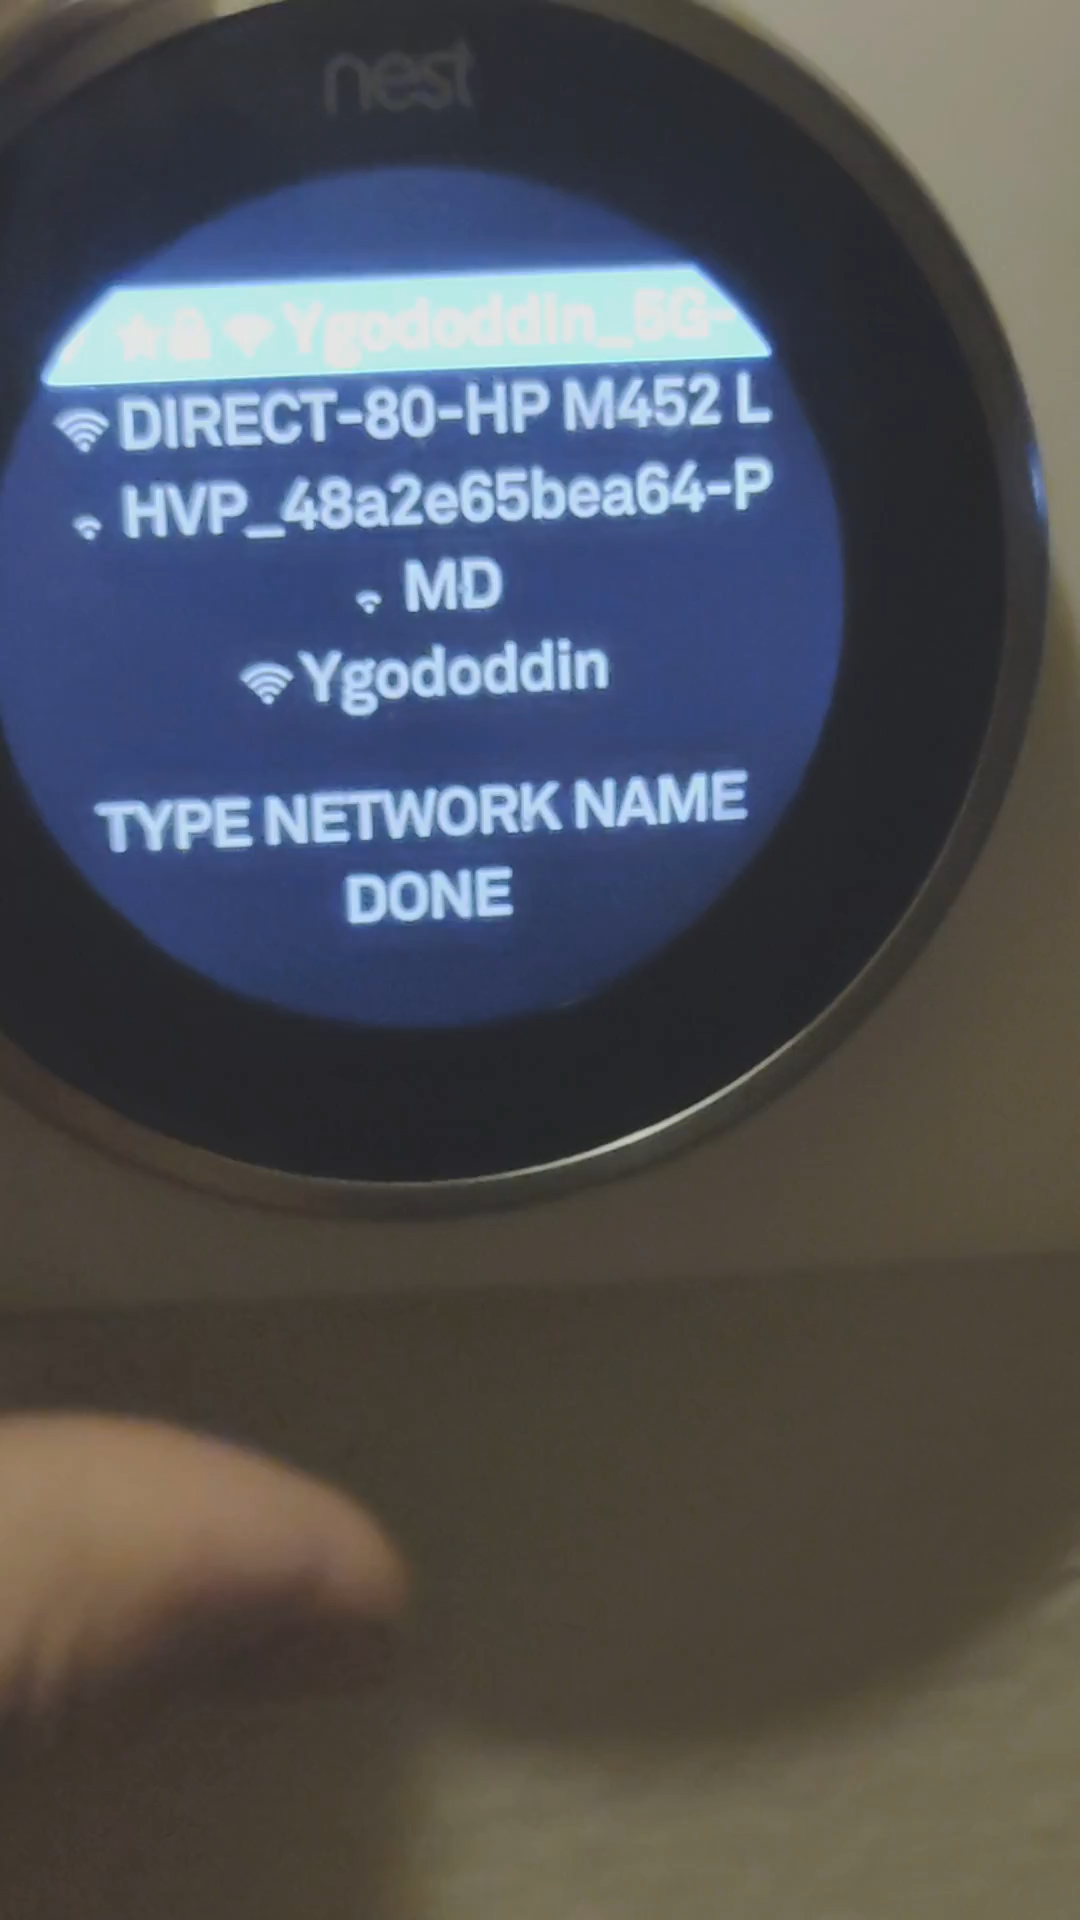 nest
Ygododdin_5G-
DIRECT-80-HP M452 L
HVP_48a2e65bea64-P
MD
Ygododdin
TYPE NETWORK NAME
DONE